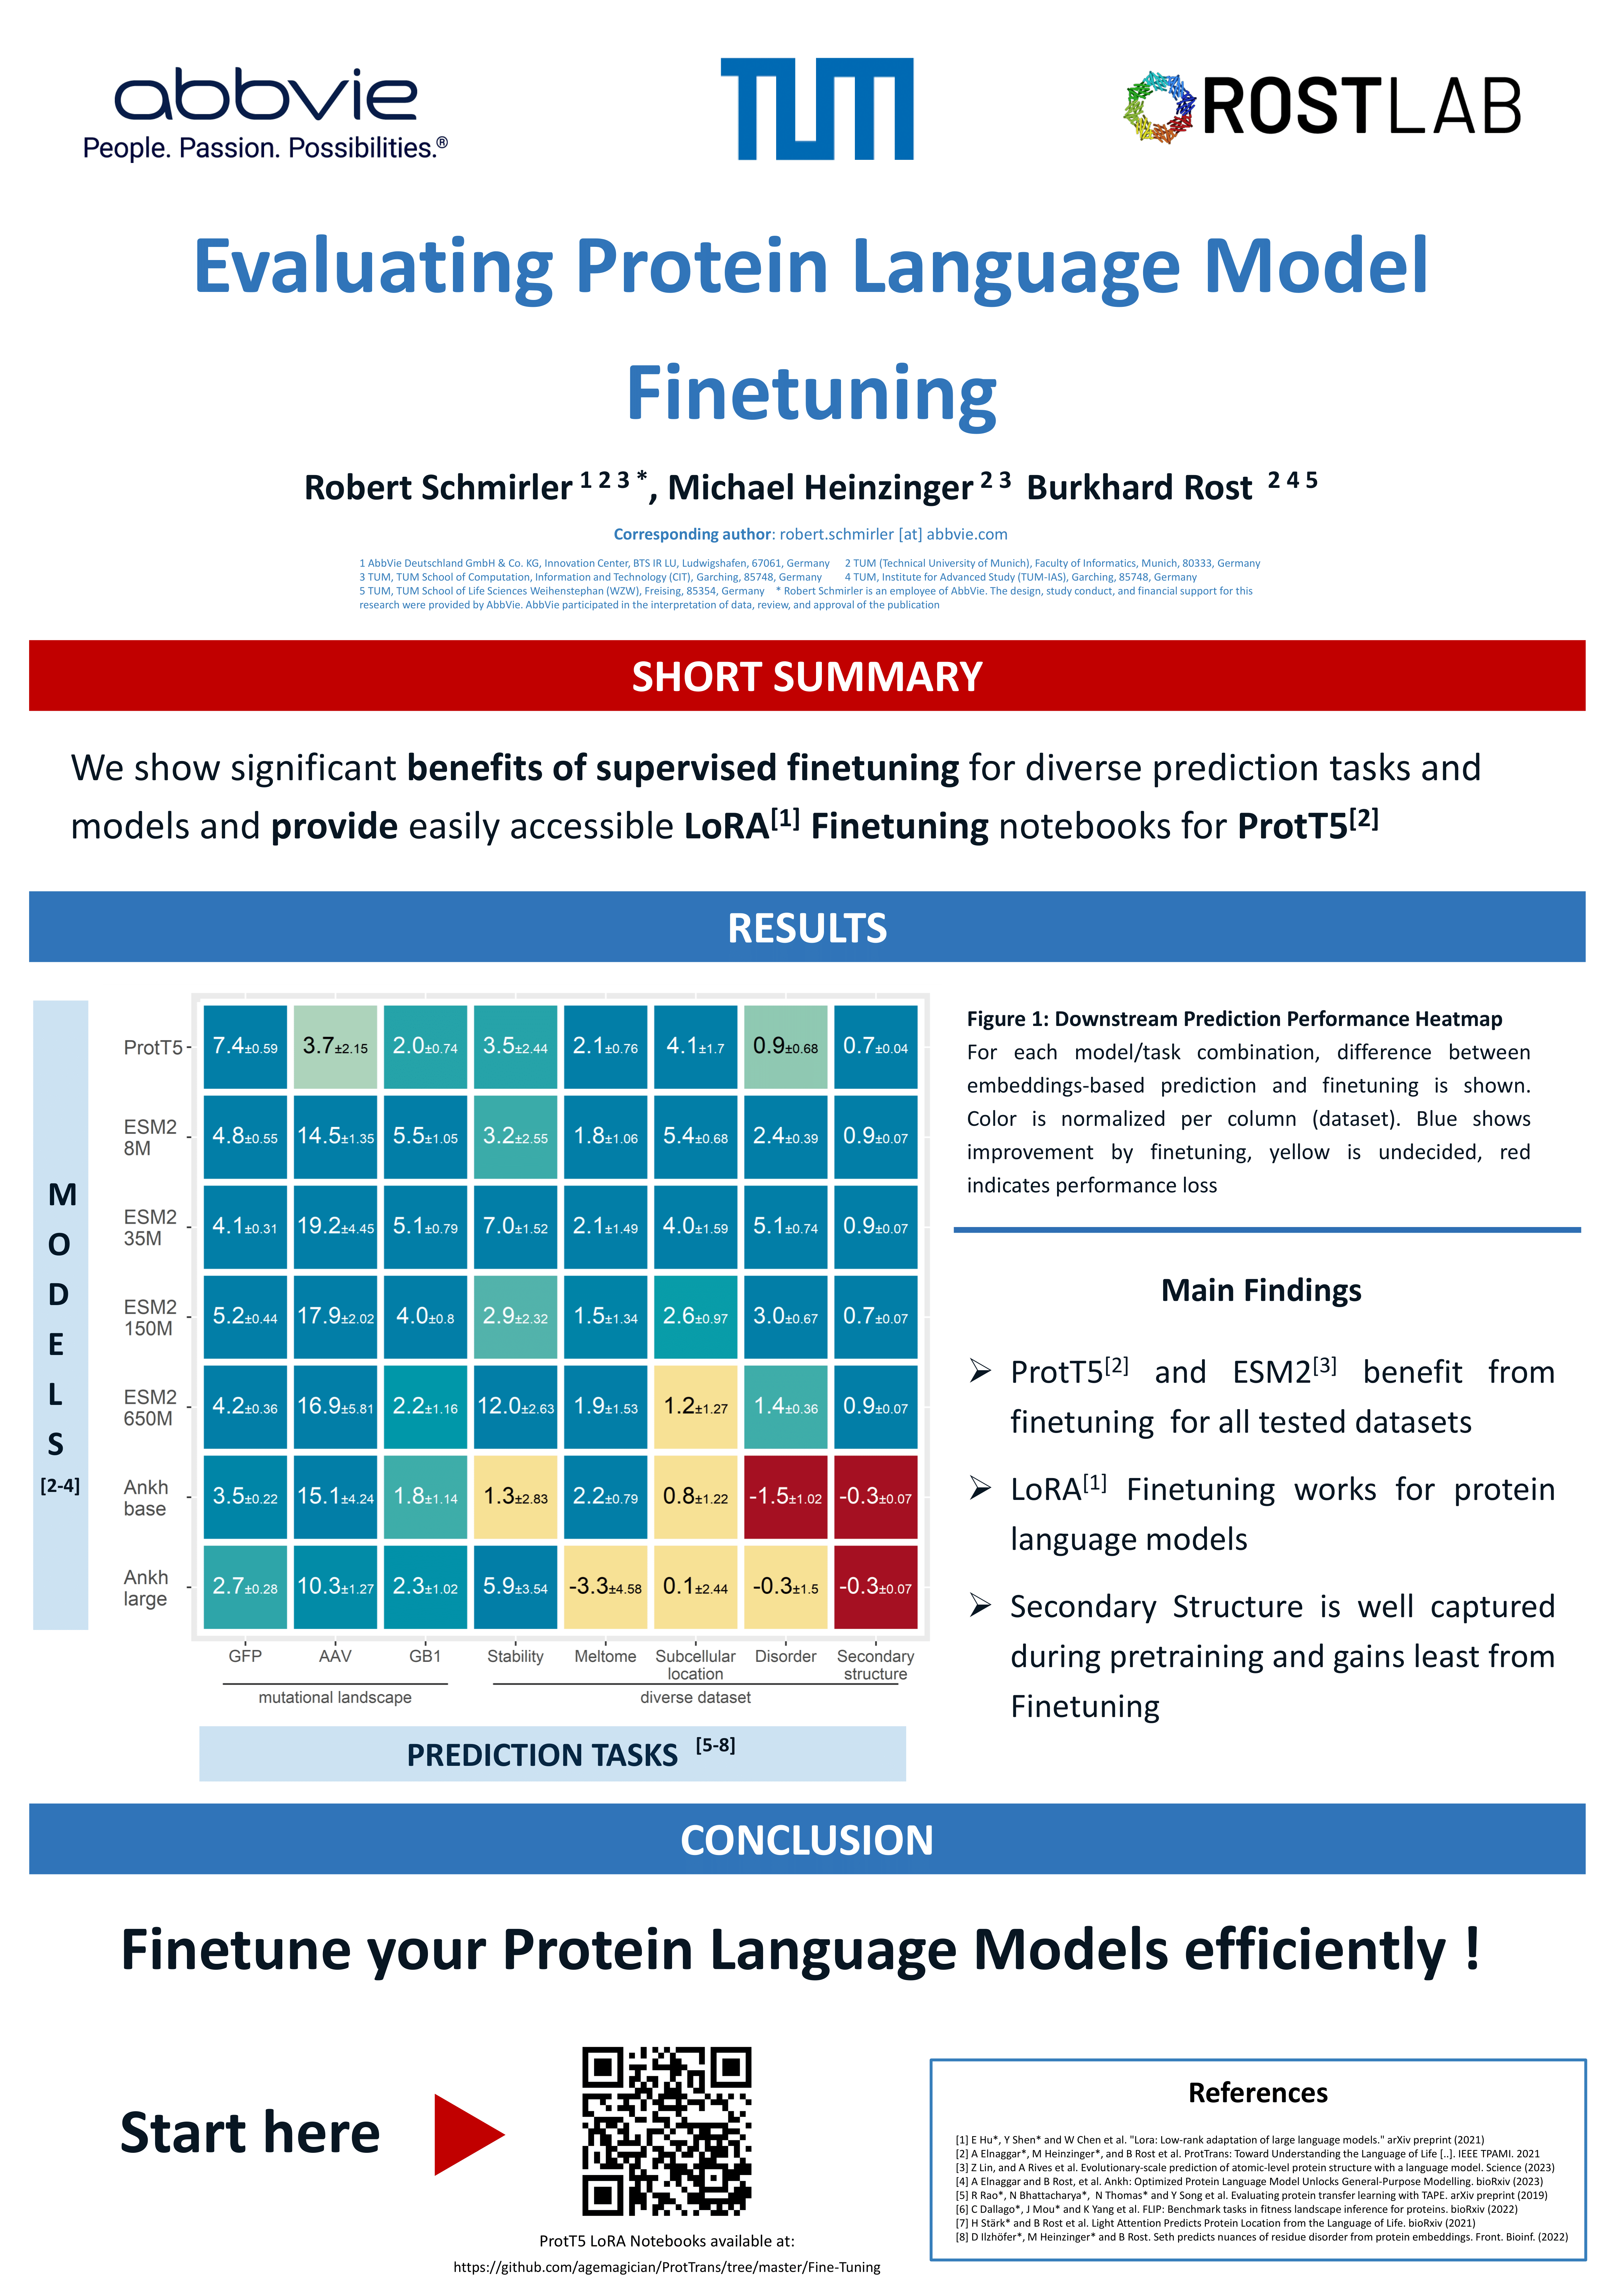 abbvie
People. Passion. Possibilities.®
TUM
ROSTLAB
Evaluating Protein Language Model
Finetuning
Robert Schmirler 1 2 3 *, Michael Heinzinger 2 3 Burkhard Rost 2 4 5
Corresponding author: robert.schmirler [at] abbvie.com
1 AbbVie Deutschland GmbH & Co. KG, Innovation Center, BTS IR LU, Ludwigshafen, 67061, Germany 2 TUM (Technical University of Munich), Faculty of Informatics, Munich, 80333, Germany
3 TUM, TUM School of Computation, Information and Technology (CIT), Garching, 85748, Germany 4 TUM, Institute for Advanced Study (TUM-IAS), Garching, 85748, Germany
5 TUM, TUM School of Life Sciences Weihenstephan (WZW), Freising, 85354, Germany * Robert Schmirler is an employee of AbbVie. The design, study conduct, and financial support for this
research were provided by AbbVie. AbbVie participated in the interpretation of data, review, and approval of the publication
SHORT SUMMARY
We show significant benefits of supervised finetuning for diverse prediction tasks and
models and provide easily accessible LoRA[1] Finetuning notebooks for ProtT5[2]
RESULTS
MODELS
[2-4]
ProtT5 7.4±0.59 3.7±2.15 2.0±0.74 3.5±2.44 2.1±0.76 4.1±1.7 0.9±0.68 0.7±0.04
ESM2 8M 4.8±0.55 14.5±1.35 5.5±1.05 3.2±2.55 1.8±1.06 5.4±0.68 2.4±0.39 0.9±0.07
ESM2 35M 4.1±0.31 19.2±4.45 5.1±0.79 7.0±1.52 2.1±1.49 4.0±1.59 5.1±0.74 0.9±0.07
ESM2 150M 5.2±0.44 17.9±2.02 4.0±0.8 2.9±2.32 1.5±1.34 2.6±0.97 3.0±0.67 0.7±0.07
ESM2 650M 4.2±0.36 16.9±5.81 2.2±1.16 12.0±2.63 1.9±1.53 1.2±1.27 1.4±0.36 0.9±0.07
Ankh base 3.5±0.22 15.1±4.24 1.8±1.14 1.3±2.83 2.2±0.79 0.8±1.22 -1.5±1.02 -0.3±0.07
Ankh large 2.7±0.28 10.3±1.27 2.3±1.02 5.9±3.54 -3.3±4.58 0.1±2.44 -0.3±1.5 -0.3±0.07
GFP AAV GB1 Stability Meltome Subcellular location Disorder Secondary structure
mutational landscape diverse dataset
PREDICTION TASKS [5-8]
Figure 1: Downstream Prediction Performance Heatmap
For each model/task combination, difference between
embeddings-based prediction and finetuning is shown.
Color is normalized per column (dataset). Blue shows
improvement by finetuning, yellow is undecided, red
indicates performance loss
Main Findings
➢ ProtT5[2] and ESM2[3] benefit from
finetuning for all tested datasets
➢ LoRA[1] Finetuning works for protein
language models
➢ Secondary Structure is well captured
during pretraining and gains least from
Finetuning
CONCLUSION
Finetune your Protein Language Models efficiently !
Start here
ProtT5 LoRA Notebooks available at:
https://github.com/agemagician/ProtTrans/tree/master/Fine-Tuning
References
[1] E Hu*, Y Shen* and W Chen et al. "Lora: Low-rank adaptation of large language models." arXiv preprint (2021)
[2] A Elnaggar*, M Heinzinger*, and B Rost et al. ProtTrans: Toward Understanding the Language of Life [..]. IEEE TPAMI. 2021
[3] Z Lin, and A Rives et al. Evolutionary-scale prediction of atomic-level protein structure with a language model. Science (2023)
[4] A Elnaggar and B Rost, et al. Ankh: Optimized Protein Language Model Unlocks General-Purpose Modelling. bioRxiv (2023)
[5] R Rao*, N Bhattacharya*, N Thomas* and Y Song et al. Evaluating protein transfer learning with TAPE. arXiv preprint (2019)
[6] C Dallago*, J Mou* and K Yang et al. FLIP: Benchmark tasks in fitness landscape inference for proteins. bioRxiv (2022)
[7] H Stärk* and B Rost et al. Light Attention Predicts Protein Location from the Language of Life. bioRxiv (2021)
[8] D Ilzhöfer*, M Heinzinger* and B Rost. Seth predicts nuances of residue disorder from protein embeddings. Front. Bioinf. (2022)